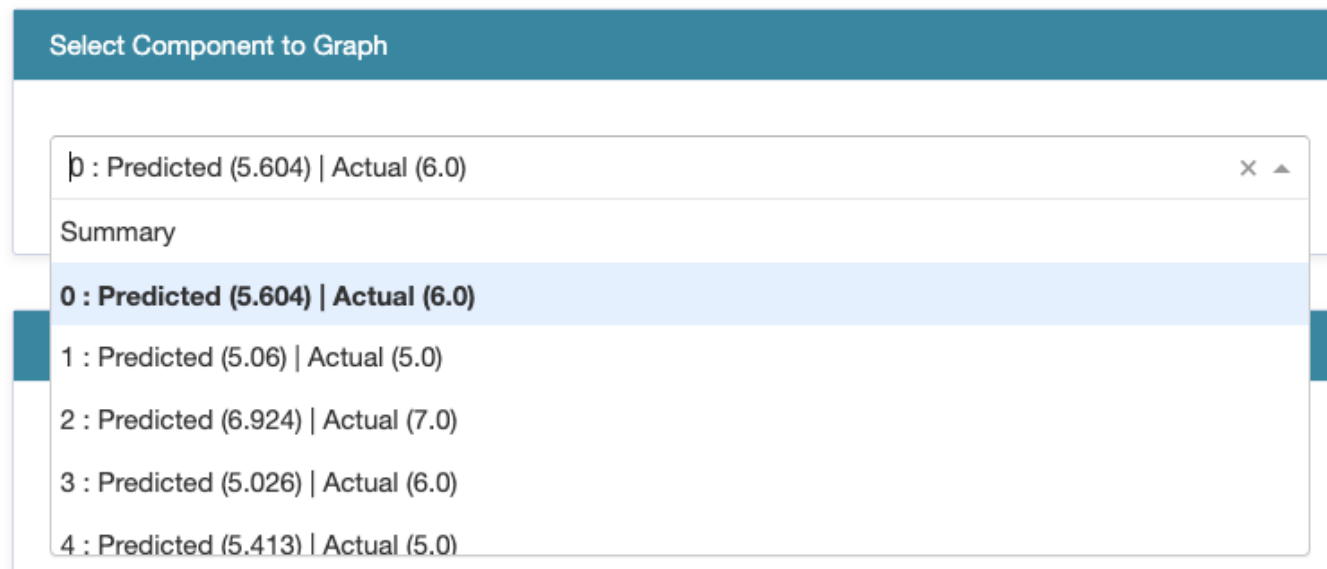 Select Component to Graph
0 : Predicted (5.604) | Actual (6.0)
Summary
0 : Predicted (5.604) | Actual (6.0)
1 : Predicted (5.06) | Actual (5.0)
2 : Predicted (6.924) | Actual (7.0)
3 : Predicted (5.026) | Actual (6.0)
4 : Predicted (5.413) | Actual (5.0)